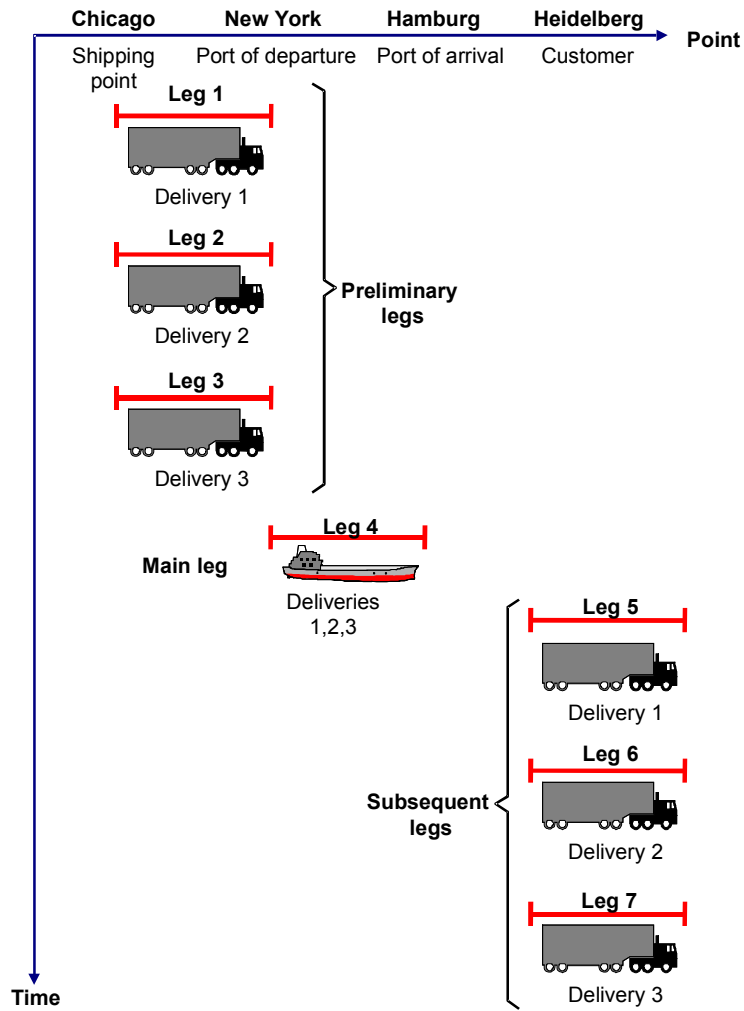 Chicago New York Hamburg Heidelberg
Point
Shipping point Port of departure Port of arrival Customer
Leg 1
Delivery 1
Leg 2
Delivery 2
Preliminary
legs
Leg 3
Delivery 3
Leg 4
Main leg
Deliveries
1,2,3
Leg 5
Delivery 1
Leg 6
Subsequent
legs
Delivery 2
Leg 7
Delivery 3
Time